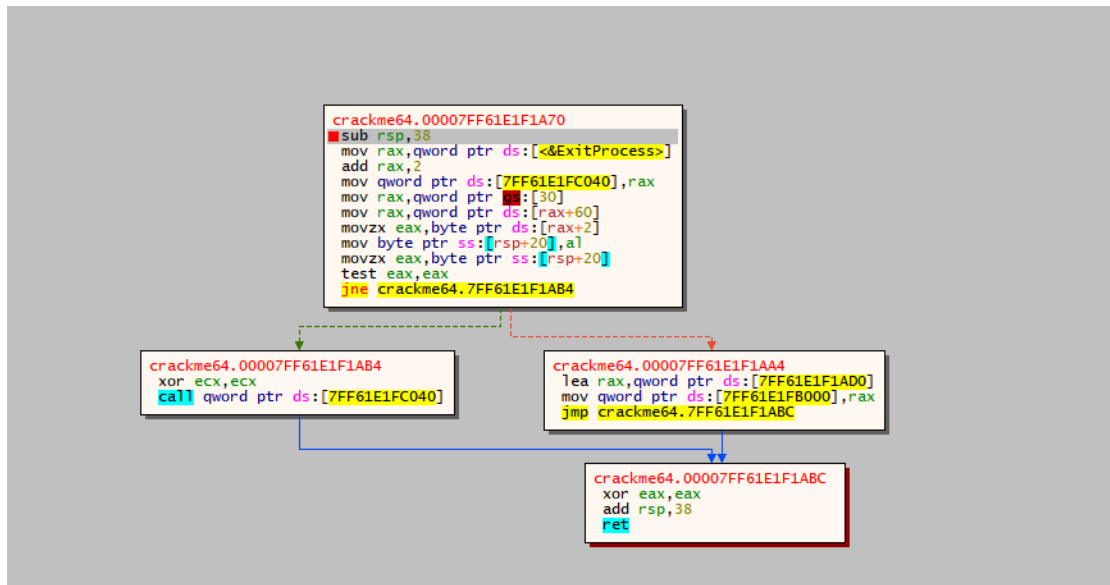 crackme64.00007FF61E1F1A70
sub rsp,38
mov rax,qword ptr ds:[<&ExitProcess>]
add rax,2
mov qword ptr ds:[7FF61E1FC040],rax
mov rax,qword ptr gs:[30]
mov rax,qword ptr ds:[rax+60]
movzx eax,byte ptr ds:[rax+2]
mov byte ptr ss:[rsp+20],al
movzx eax,byte ptr ss:[rsp+20]
test eax,eax
jne crackme64.7FF61E1F1AB4
crackme64.00007FF61E1F1AB4
xor ecx,ecx
call qword ptr ds:[7FF61E1FC040]
crackme64.00007FF61E1F1AA4
lea rax,qword ptr ds:[7FF61E1F1AD0]
mov qword ptr ds:[7FF61E1FB000],rax
jmp crackme64.7FF61E1F1ABC
crackme64.00007FF61E1F1ABC
xor eax,eax
add rsp,38
ret